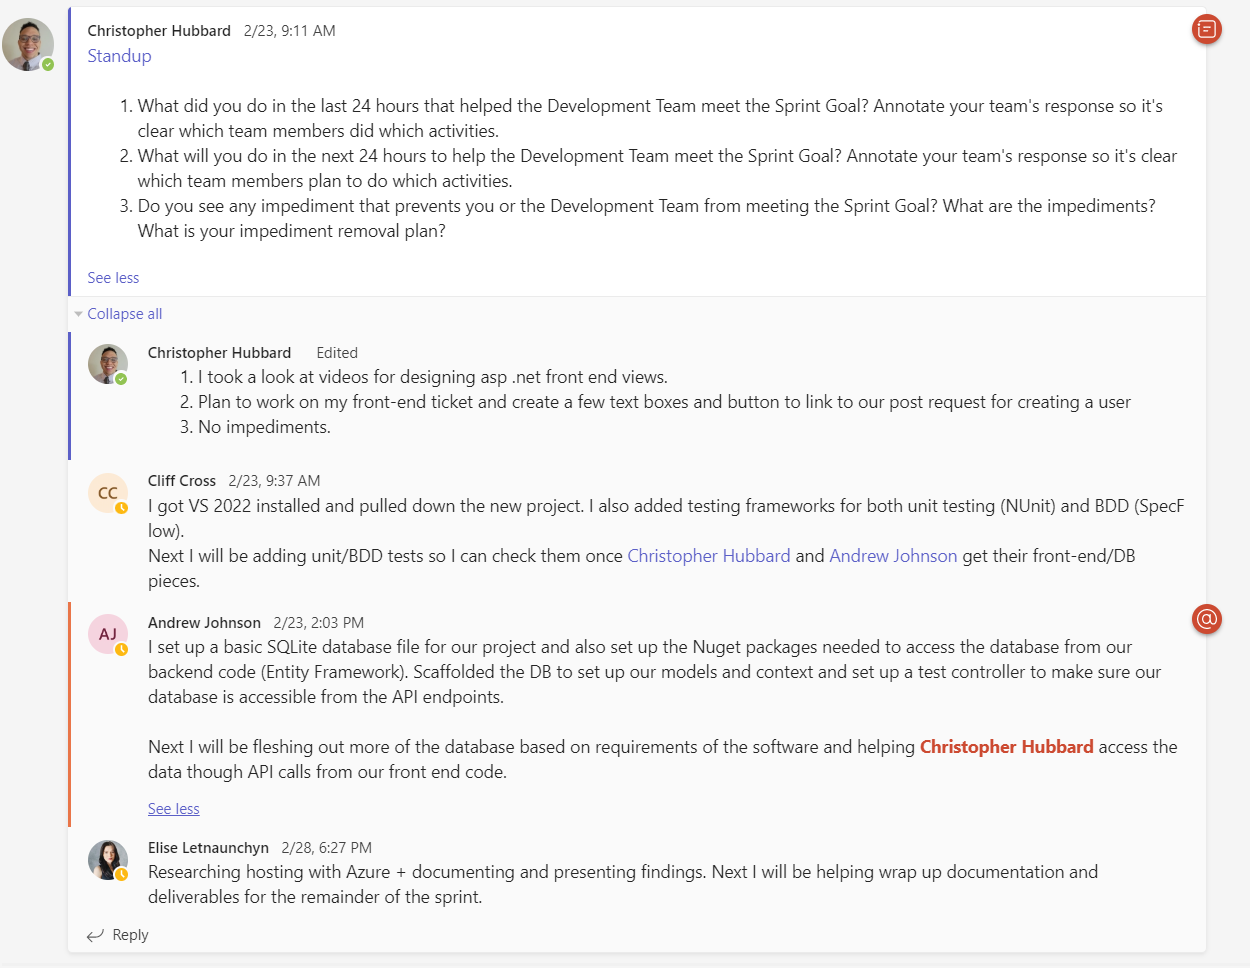 Christopher Hubbard 2/23, 9:11 AM
Standup
1. What did you do in the last 24 hours that helped the Development Team meet the Sprint Goal? Annotate your team's response so it's
clear which team members did which activities.
2. What will you do in the next 24 hours to help the Development Team meet the Sprint Goal? Annotate your team's response so it's clear
which team members plan to do which activities.
3. Do you see any impediment that prevents you or the Development Team from meeting the Sprint Goal? What are the impediments?
What is your impediment removal plan?
See less
Collapse all
Christopher Hubbard Edited
1. I took a look at videos for designing asp .net front end views.
2. Plan to work on my front-end ticket and create a few text boxes and button to link to our post request for creating a user
3. No impediments.
CC
Cliff Cross 2/23, 9:37 AM
I got VS 2022 installed and pulled down the new project. I also added testing frameworks for both unit testing (NUnit) and BDD (SpecF
low).
Next I will be adding unit/BDD tests so I can check them once Christopher Hubbard and Andrew Johnson get their front-end/DB
pieces.
AJ
Andrew Johnson 2/23, 2:03 PM
@
I set up a basic SQLite database file for our project and also set up the Nuget packages needed to access the database from our
backend code (Entity Framework). Scaffolded the DB to set up our models and context and set up a test controller to make sure our
database is accessible from the API endpoints.
Next I will be fleshing out more of the database based on requirements of the software and helping Christopher Hubbard access the
data though API calls from our front end code.
See less
Elise Letnaunchyn 2/28, 6:27 PM
Researching hosting with Azure + documenting and presenting findings. Next I will be helping wrap up documentation and
deliverables for the remainder of the sprint.
Reply